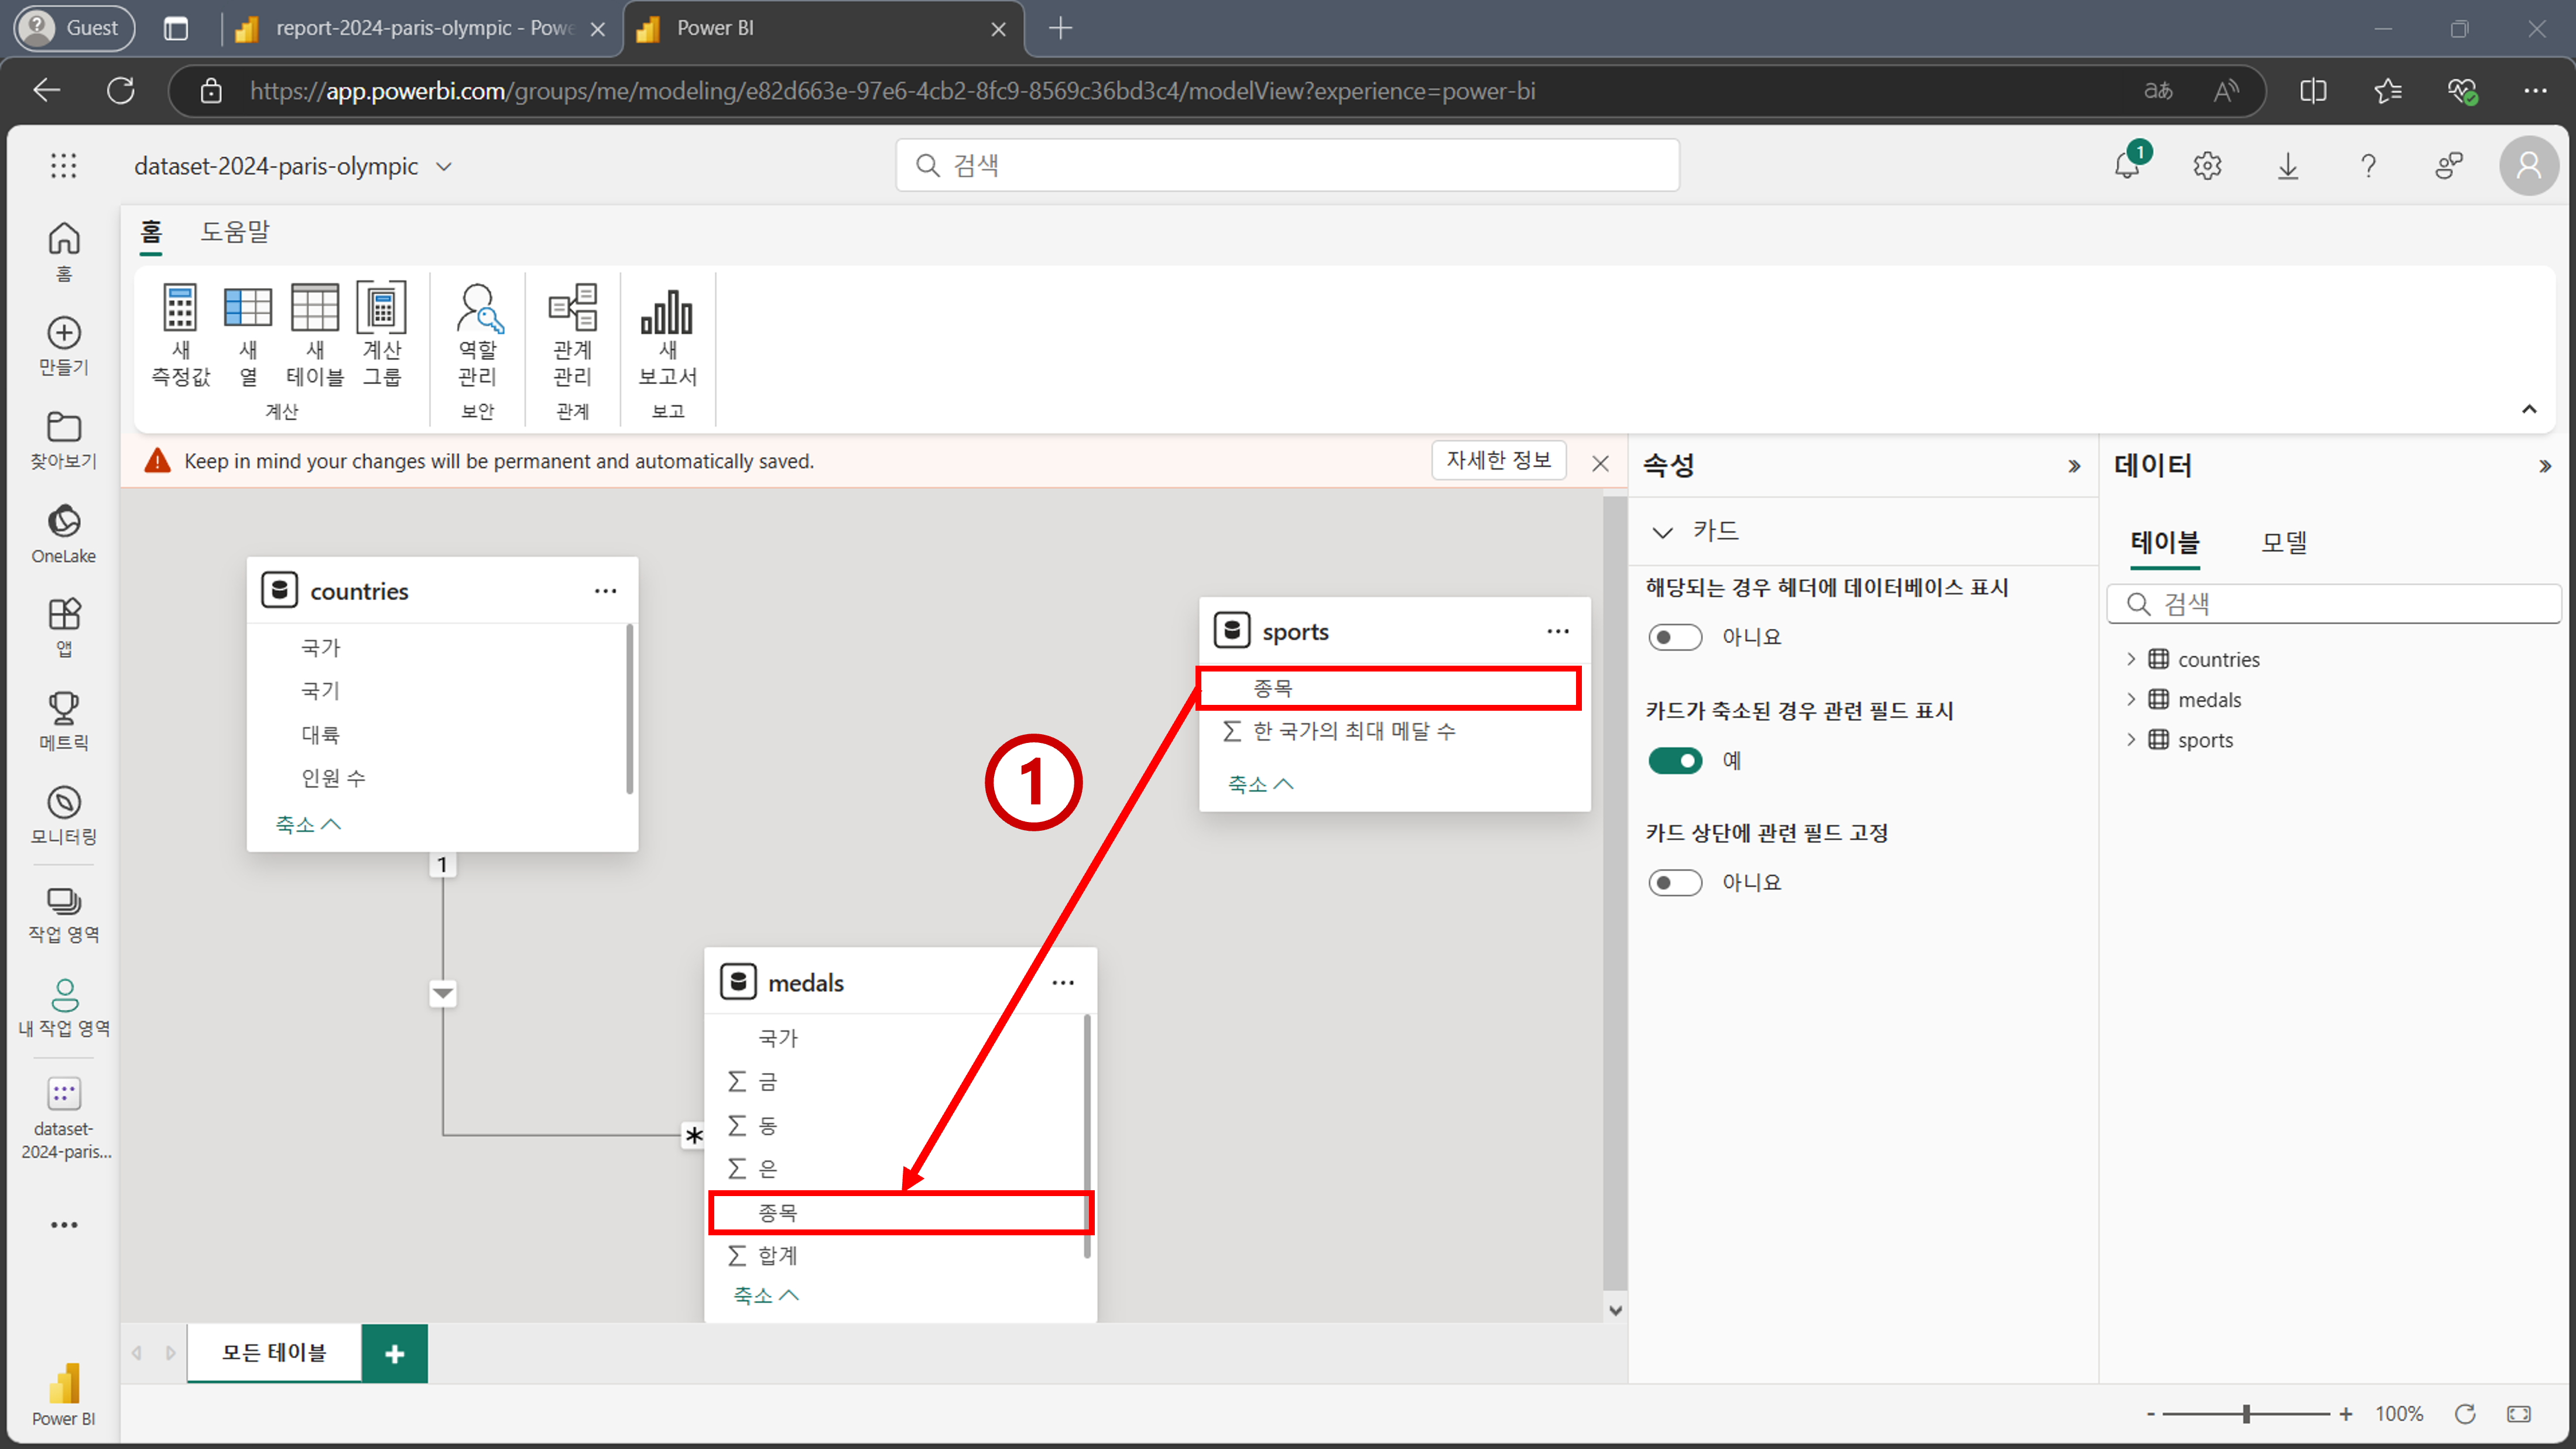 Guest
report-2024-paris-olympic - Powe
Power BI
https://app.powerbi.com/groups/me/modeling/e82d663e-97e6-4cb2-8fc9-8569c36bd3c4/modelView?experience=power-bi
aあ
A
dataset-2024-paris-olympic
검색
1
홈
도움말
홈
만들기
찾아보기
OneLake
앱
메트릭
모니터링
작업 영역
내 작업 영역
dataset-
2024-paris...
Power BI
새
측정값
새
열
새
테이블
계산
그룹
계산
역할
관리
보안
관계
관리
관계
새
보고서
보고
Keep in mind your changes will be permanent and automatically saved.
자세한 정보
countries
국가
국기
대륙
인원 수
축소
1
*
sports
종목
한 국가의 최대 메달 수
축소
1
medals
국가
금
동
은
종목
합계
축소
모든 테이블
+
속성
카드
해당되는 경우 헤더에 데이터베이스 표시
아니요
카드가 축소된 경우 관련 필드 표시
예
카드 상단에 관련 필드 고정
아니요
데이터
테이블
모델
검색
countries
medals
sports
- + 100%